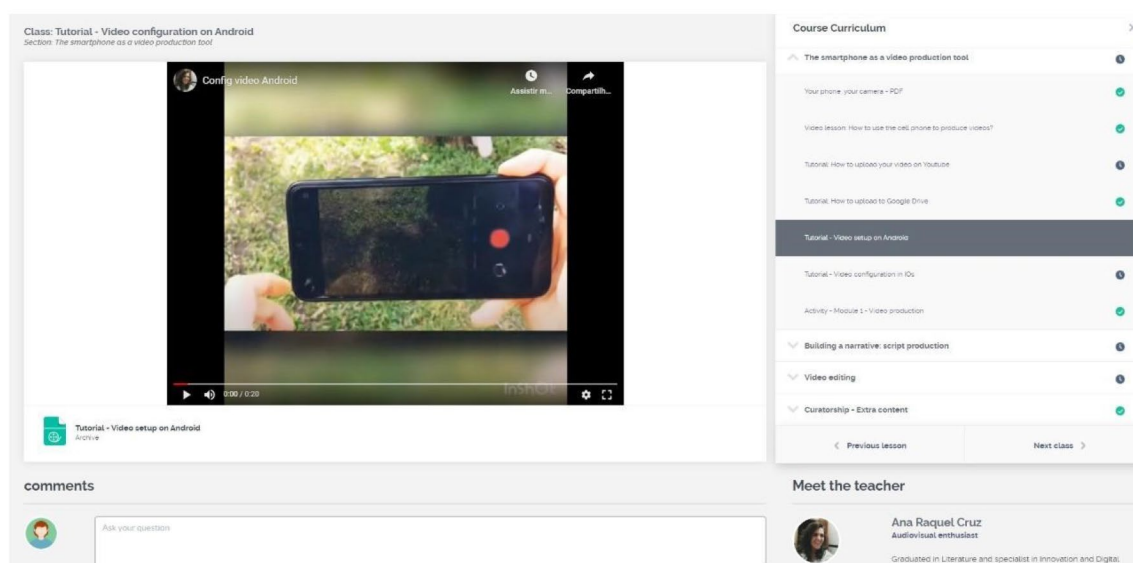 Class: Tutorial - Video configuration on Android
Section: The smartphone as a video production tool
Config video Android
Assistir m...
Compartilh...
InShOt
0:00 / 0:20
Tutorial - Video setup on Android
Archive
comments
Ask your question
Course Curriculum
The smartphone as a video production tool
Your phone, your camera - PDF
Video lesson: How to use the cell phone to produce videos?
Tutorial: How to upload your video on Youtube
Tutorial: How to upload to Google Drive
Tutorial - Video setup on Android
Tutorial - Video configuration in IOs
Activity - Module 1 - Video production
Building a narrative: script production
Video editing
Curatorship - Extra content
Previous lesson
Next class
Meet the teacher
Ana Raquel Cruz
Audiovisual enthusiast
Graduated in Literature and specialist in Innovation and Digital